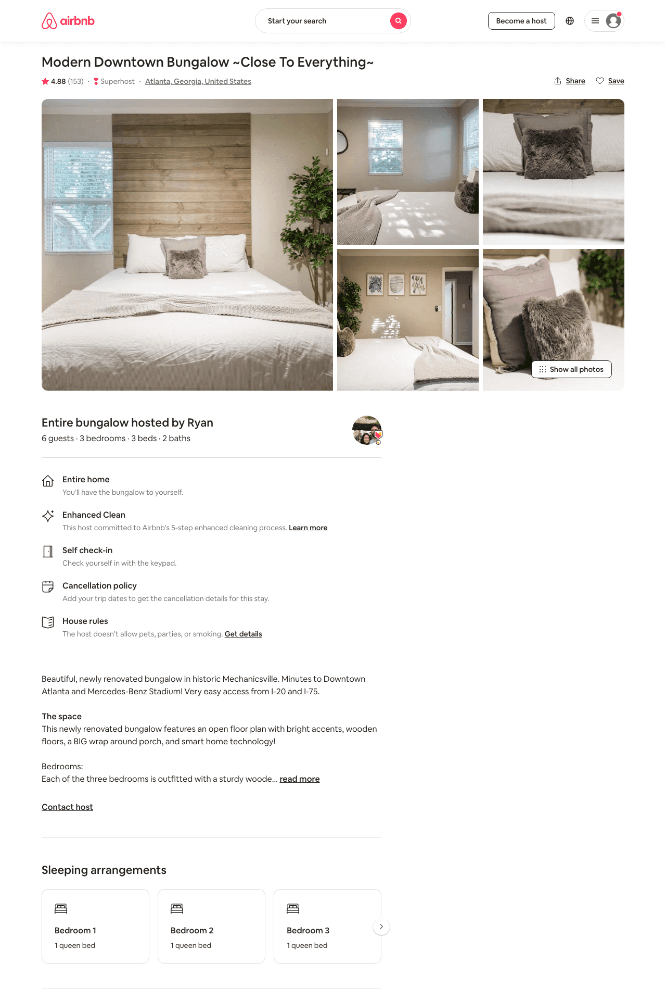 airbnb
Start your search
Become a host
Modern Downtown Bungalow ~Close To Everything~
4.88 (153) · Superhost · Atlanta, Georgia, United States
Share
Save
Show all photos
Entire bungalow hosted by Ryan
6 guests · 3 bedrooms · 3 beds · 2 baths
Entire home
You’ll have the bungalow to yourself.
Enhanced Clean
This host committed to Airbnb's 5-step enhanced cleaning process. Learn more
Self check-in
Check yourself in with the keypad.
Cancellation policy
Add your trip dates to get the cancellation details for this stay.
House rules
The host doesn’t allow pets, parties, or smoking. Get details
Beautiful, newly renovated bungalow in historic Mechanicsville. Minutes to Downtown
Atlanta and Mercedes-Benz Stadium! Very easy access from I-20 and I-75.
The space
This newly renovated bungalow features an open floor plan with bright accents, wooden
floors, a BIG wrap around porch, and smart home technology!
Bedrooms:
Each of the three bedrooms is outfitted with a sturdy woode... read more
Contact host
Sleeping arrangements
Bedroom 1
1 queen bed
Bedroom 2
1 queen bed
Bedroom 3
1 queen bed